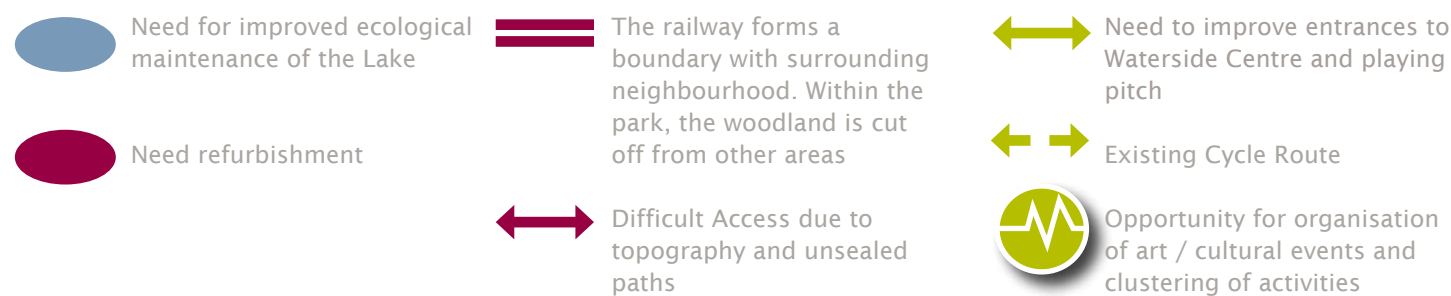 Need for improved ecological
maintenance of the Lake
Need refurbishment
The railway forms a
boundary with surrounding
neighbourhood. Within the
park, the woodland is cut
off from other areas
Difficult Access due to
topography and unsealed
paths
Need to improve entrances to
Waterside Centre and playing
pitch
Existing Cycle Route
Opportunity for organisation
of art / cultural events and
clustering of activities